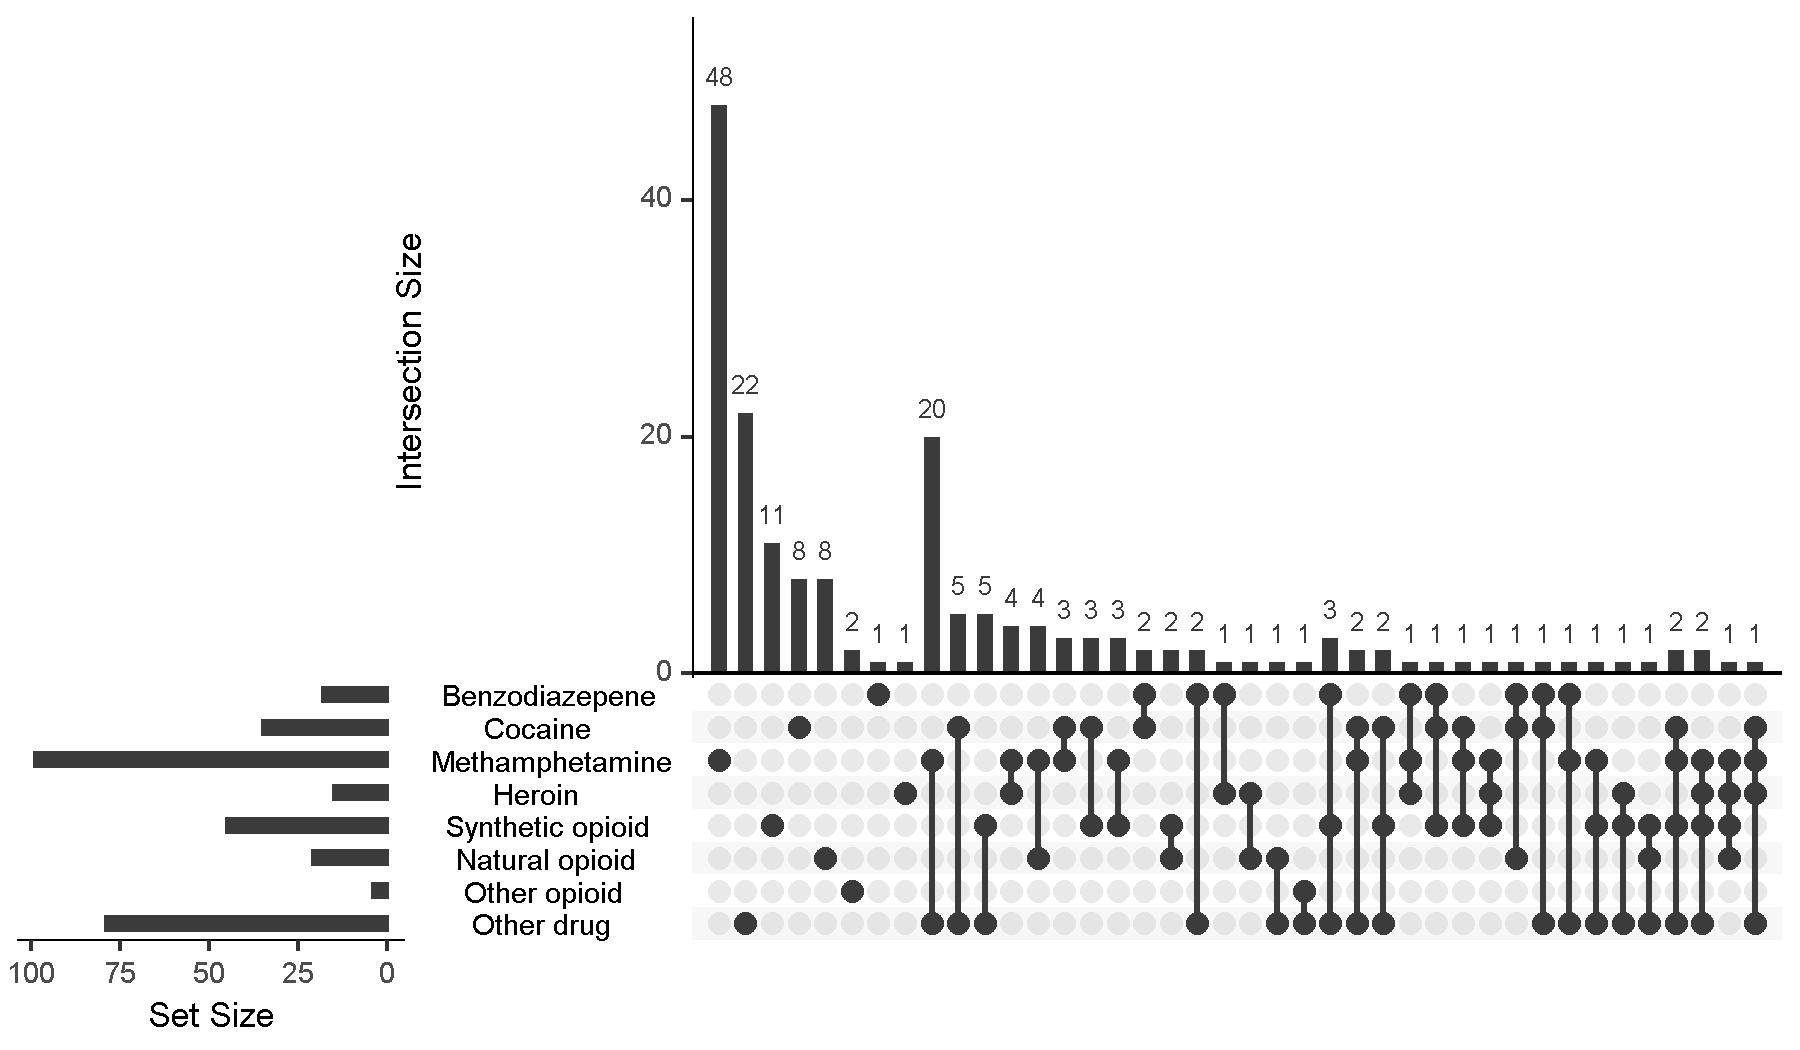 48
22
11
8 8
2 1 1
20
5 5 4 4 3 3 3 2 2 2 1 1 1 1 3 2 2 1 1 1 1 1 1 1 1 1 1 2 2 1 1
40
20
0
Intersection Size
Benzodiazepene
Cocaine
Methamphetamine
Heroin
Synthetic opioid
Natural opioid
Other opioid
Other drug
100 75 50 25 0
Set Size